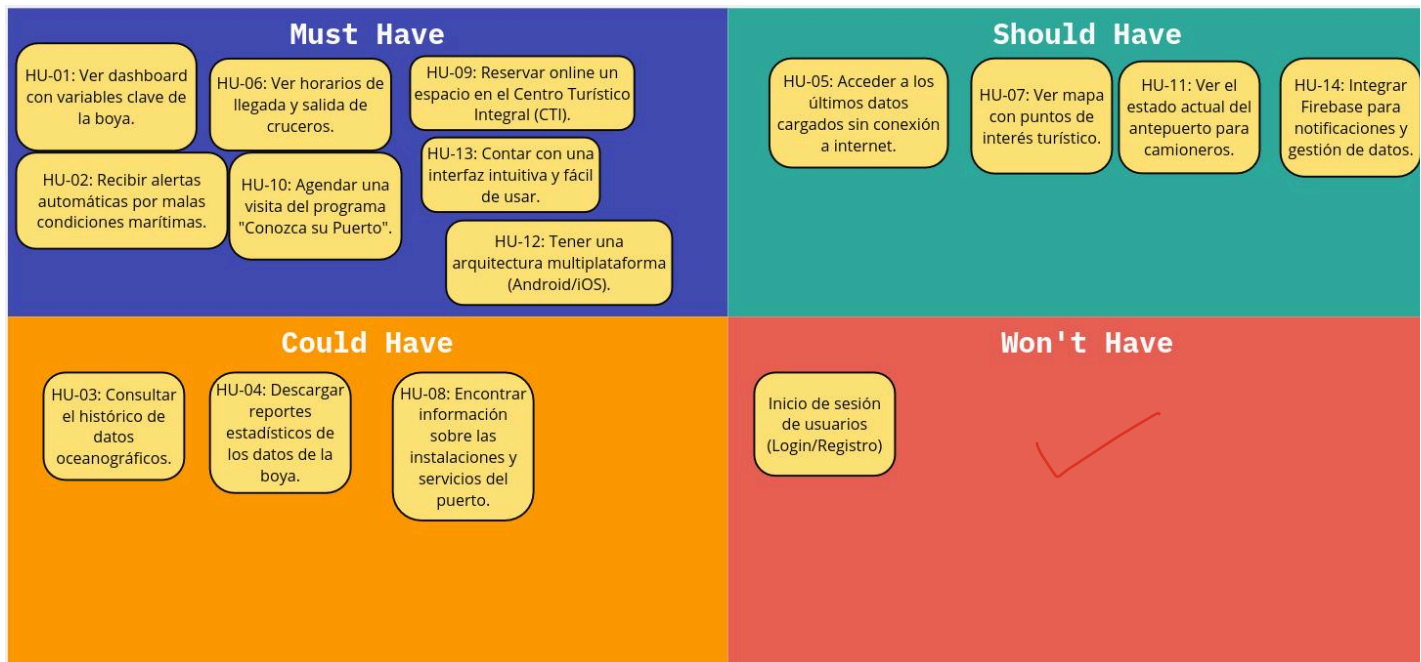 Must Have
HU-01: Ver dashboard
con variables clave de
la boya.
HU-06: Ver horarios de
llegada y salida de
cruceros.
HU-09: Reservar online un
espacio en el Centro Turístico
Integral (CTI).
HU-02: Recibir alertas
automáticas por malas
condiciones marítimas.
HU-10: Agendar una
visita del programa
"Conozca su Puerto".
HU-13: Contar con una
interfaz intuitiva y fácil
de usar.
HU-12: Tener una
arquitectura multiplataforma
(Android/iOS).
Should Have
HU-05: Acceder a los
últimos datos
cargados sin conexión
a internet.
HU-07: Ver mapa
con puntos de
interés turístico.
HU-11: Ver el
estado actual del
antepuerto para
camioneros.
HU-14: Integrar
Firebase para
notificaciones y
gestión de datos.
Could Have
HU-03: Consultar
el histórico de
datos
oceanográficos.
HU-04: Descargar
reportes
estadísticos de
los datos de la
boya.
HU-08: Encontrar
información
sobre las
instalaciones y
servicios del
puerto.
Won't Have
Inicio de sesión
de usuarios
(Login/Registro)